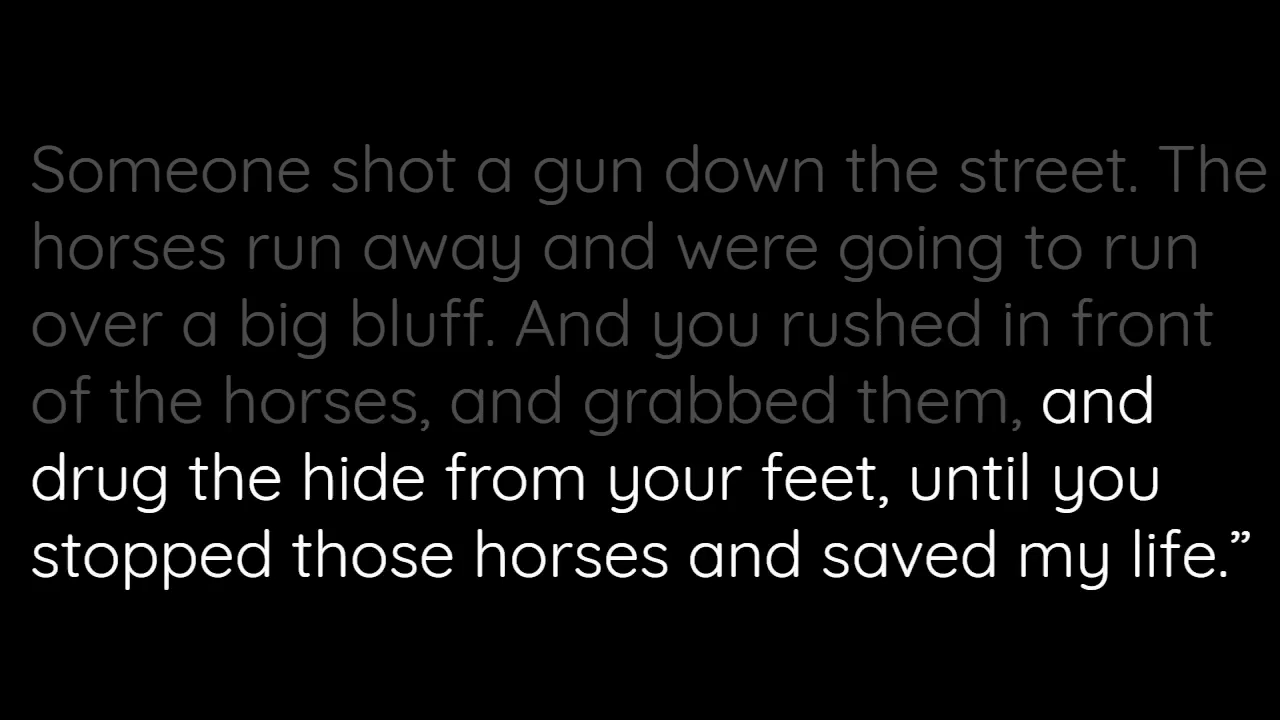 Someone shot a gun down the street. The
horses run away and were going to run
over a big bluff. And you rushed in front
of the horses, and grabbed them, and
drug the hide from your feet, until you
stopped those horses and saved my life.”